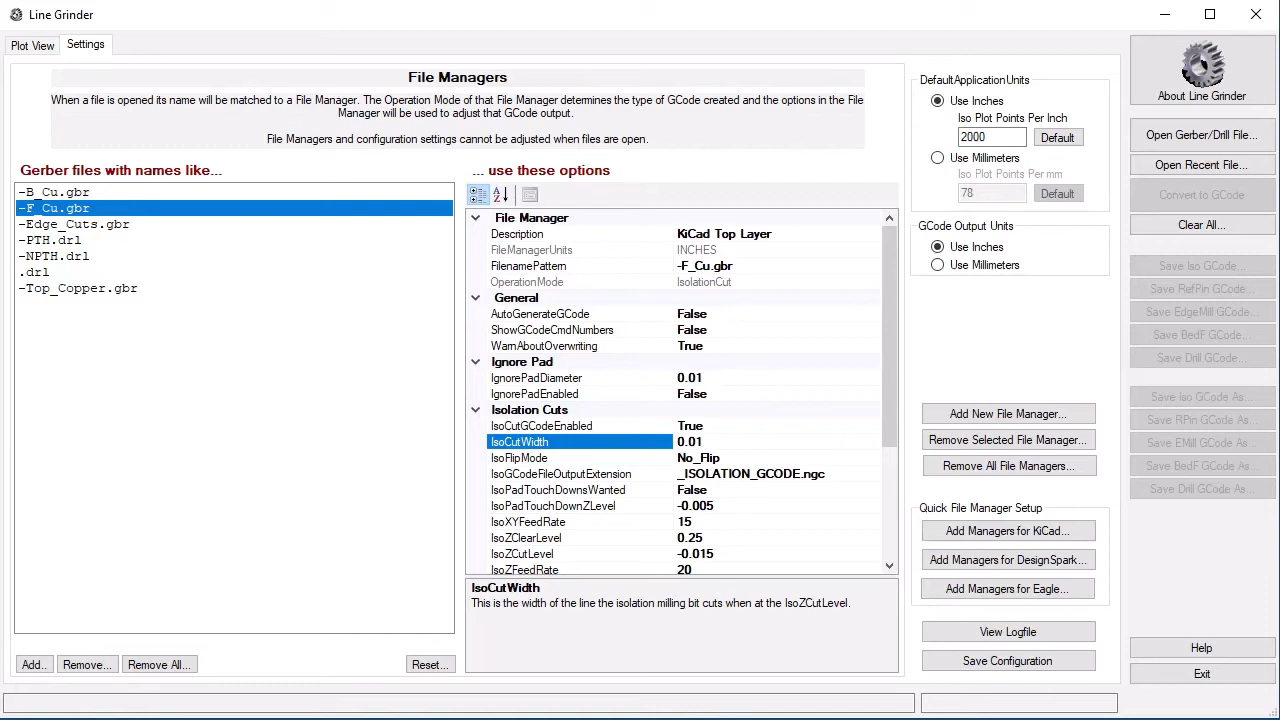 Line Grinder
Plot View
Settings
File Managers
When a file is opened its name will be matched to a File Manager. The Operation Mode of that File Manager determines the type of GCode created and the options in the File
Manager will be used to adjust that GCode output.
File Managers and configuration settings cannot be adjusted when files are open.
Gerber files with names like...
-B_Cu.gbr
-F_Cu.gbr
-Edge_Cuts.gbr
-PTH.drl
-NPTH.drl
.drl
-Top_Copper.gbr
Add..
Remove...
Remove All...
Reset...
... use these options
File Manager
Description KiCad Top Layer
FileManagerUnits INCHES
FilenamePattern -F_Cu.gbr
OperationMode IsolationCut
General
AutoGenerateGCode False
ShowGCodeCmdNumbers False
WarnAboutOverwriting True
Ignore Pad
IgnorePadDiameter 0.01
IgnorePadEnabled False
Isolation Cuts
IsoCutGCodeEnabled True
IsoCutWidth 0.01
IsoFlipMode No_Flip
IsoGCodeFileOutputExtension _ISOLATION_GCODE.ngc
IsoPadTouchDownsWanted False
IsoPadTouchDownZLevel -0.005
IsoXYFeedRate 15
IsoZClearLevel 0.25
IsoZCutLevel -0.015
IsoZFeedRate 20
IsoCutWidth
This is the width of the line the isolation milling bit cuts when at the IsoZCutLevel.
DefaultApplicationUnits
Use Inches
Iso Plot Points Per Inch
2000 Default
Use Millimeters
Iso Plot Points Per mm
78 Default
GCode Output Units
Use Inches
Use Millimeters
Add New File Manager...
Remove Selected File Manager...
Remove All File Managers...
Quick File Manager Setup
Add Managers for KiCad...
Add Managers for DesignSpark...
Add Managers for Eagle...
View Logfile
Save Configuration
About Line Grinder
Open Gerber/Drill File...
Open Recent File...
Convert to GCode
Clear All...
Save Iso GCode...
Save RefPin GCode...
Save EdgeMill GCode...
Save BedF GCode...
Save Drill GCode...
Save iso GCode As...
Save RPin GCode As...
Save EMill GCode As...
Save BedF GCode As...
Save Drill GCode As...
Help
Exit